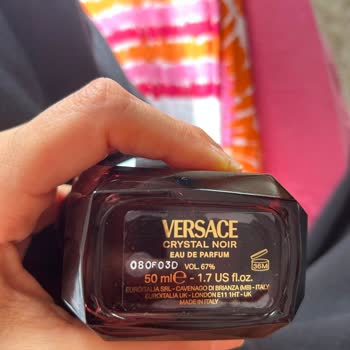 VERSACE
CRYSTAL NOIR
EAU DE PARFUM
080F03D VOL. 67%
50 ml ℮ - 1.7 US fl.oz.
36M
EUROITALIA SRL - CAVENAGO DI BRIANZA (MB) - ITALY
EUROITALIA UK - LONDON E11 1HT - UK
MADE IN ITALY